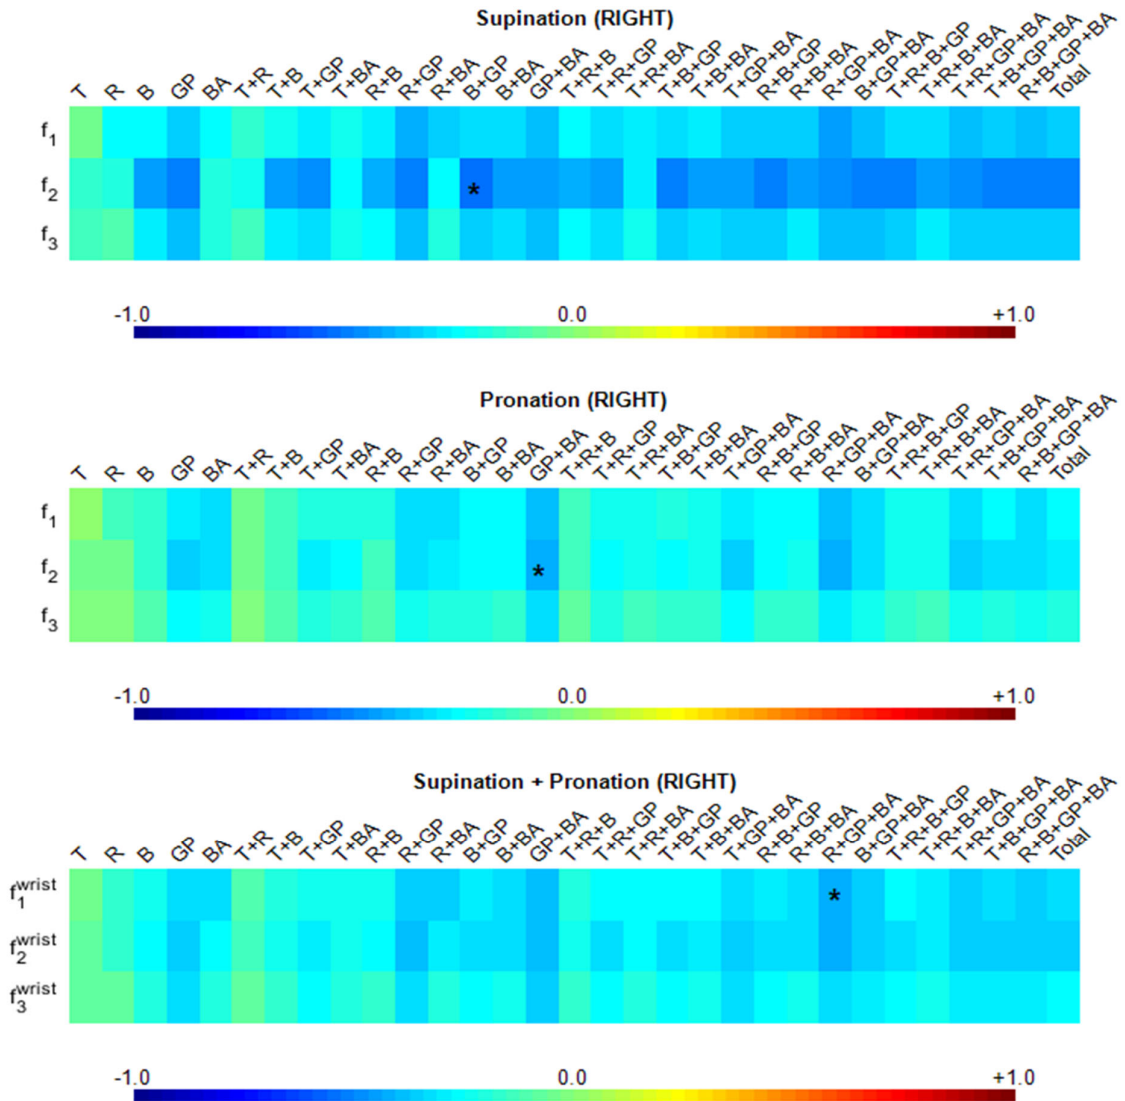 Supination (RIGHT)
T R B GP BA T+R T+B T+GP T+BA R+B R+GP R+BA B+GP B+BA GP+BA T+R+B T+R+GP T+R+BA T+B+GP T+B+BA T+GP+BA R+B+GP R+B+BA R+GP+BA B+GP+BA T+R+B+GP T+R+B+BA T+R+GP+BA T+B+GP+BA R+B+GP+BA Total
f1
f2 *
f3
-1.0 0.0 +1.0
Pronation (RIGHT)
T R B GP BA T+R T+B T+GP T+BA R+B R+GP R+BA B+GP B+BA GP+BA T+R+B T+R+GP T+R+BA T+B+GP T+B+BA T+GP+BA R+B+GP R+B+BA R+GP+BA B+GP+BA T+R+B+GP T+R+B+BA T+R+GP+BA T+B+GP+BA R+B+GP+BA Total
f1
f2 *
f3
-1.0 0.0 +1.0
Supination + Pronation (RIGHT)
T R B GP BA T+R T+B T+GP T+BA R+B R+GP R+BA B+GP B+BA GP+BA T+R+B T+R+GP T+R+BA T+B+GP T+B+BA T+GP+BA R+B+GP R+B+BA R+GP+BA B+GP+BA T+R+B+GP T+R+B+BA T+R+GP+BA T+B+GP+BA R+B+GP+BA Total
f1wrist *
f2wrist
f3wrist
-1.0 0.0 +1.0